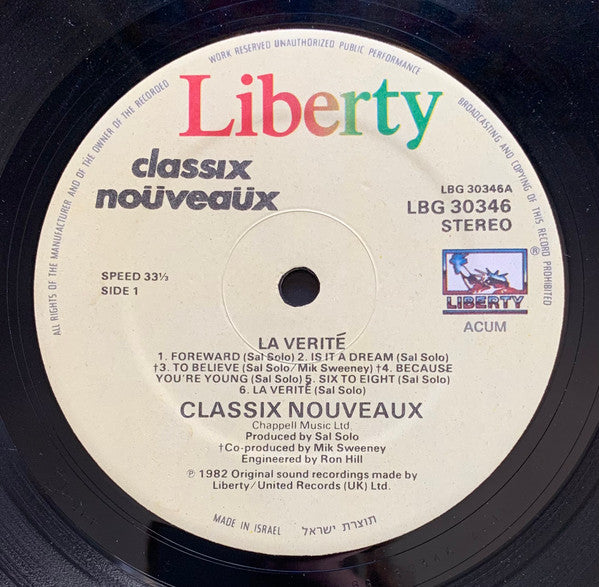 ALL RIGHTS OF THE MANUFACTURER AND OF THE OWNER OF THE RECORDED WORK RESERVED UNAUTHORIZED PUBLIC PERFORMANCE BROADCASTING AND COPYING OF THIS RECORD PROHIBITED
Liberty
classix
noüveaüx
LBG 30346A
LBG 30346
STEREO
®
LIBERTY
ACUM
SPEED 33⅓
SIDE 1
LA VERITÉ
1. FOREWARD (Sal Solo) 2. IS IT A DREAM (Sal Solo)
†3. TO BELIEVE (Sal Solo/Mik Sweeney) †4. BECAUSE
YOU'RE YOUNG (Sal Solo) 5. SIX TO EIGHT (Sal Solo)
6. LA VERITÉ (Sal Solo)
CLASSIX NOUVEAUX
Chappell Music Ltd.
Produced by Sal Solo
†Co-produced by Mik Sweeney
Engineered by Ron Hill
℗ 1982 Original sound recordings made by
Liberty/United Records (UK) Ltd.
MADE IN ISRAEL תוצרת ישראל